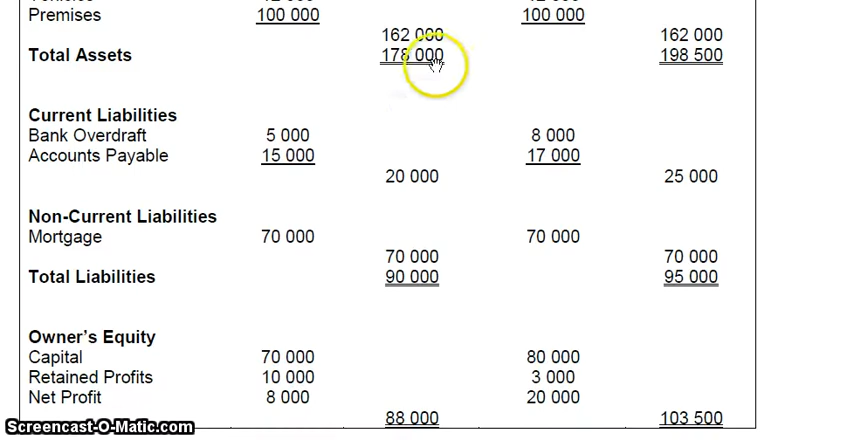 Premises 100 000 100 000
162 000 162 000
Total Assets 178 000 198 500
Current Liabilities
Bank Overdraft 5 000 8 000
Accounts Payable 15 000 17 000
20 000 25 000
Non-Current Liabilities
Mortgage 70 000 70 000
70 000 70 000
Total Liabilities 90 000 95 000
Owner's Equity
Capital 70 000 80 000
Retained Profits 10 000 3 000
Net Profit 8 000 20 000
88 000 103 500
Screencast-O-Matic.com